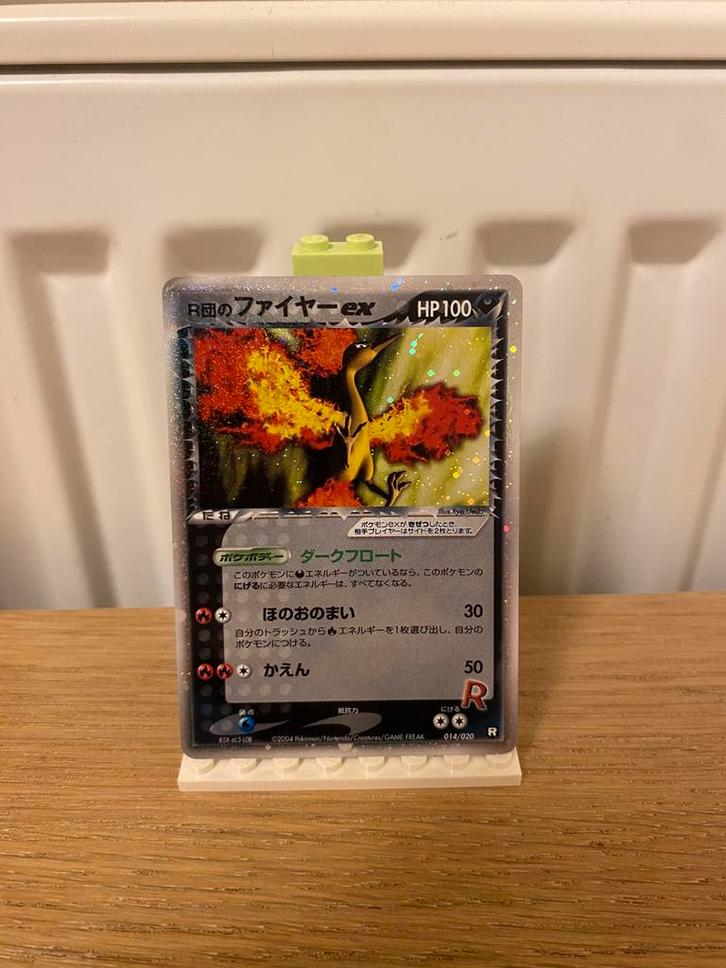 R団のファイヤーex HP100
Illus.Ryo Ueda
たね
ポケモンexが きぜつしたとき、
相手プレイヤーはサイドを2枚とります。
ポケボディー ダークフロート
このポケモンに エネルギーがついているなら、このポケモンの
にげるに必要なエネルギーは、すべてなくなる。
ほのおのまい 30
自分のトラッシュから エネルギーを1枚選び出し、自分の
ポケモンにつける。
かえん 50
R
弱点 抵抗力 にげる
©2004 Pokémon/Nintendo/Creatures/GAME FREAK 014/020 R